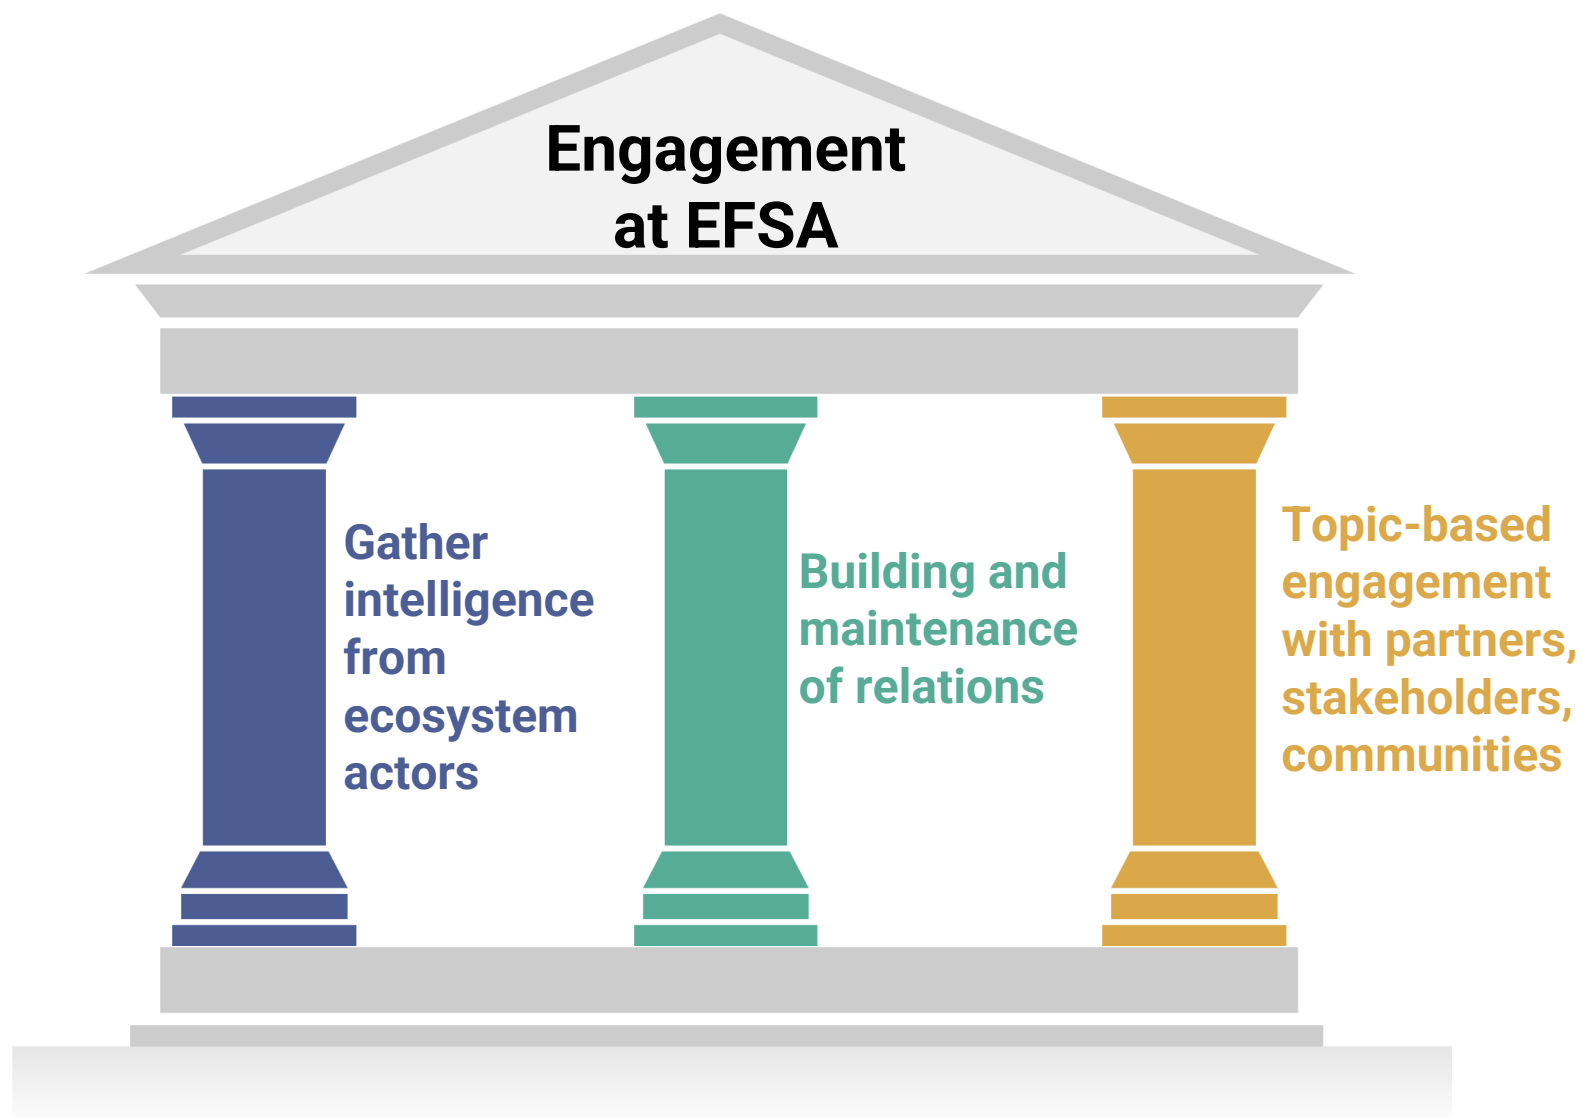 Engagement
at EFSA
Gather
intelligence
from
ecosystem
actors
Building and
maintenance
of relations
Topic-based
engagement
with partners,
stakeholders,
communities